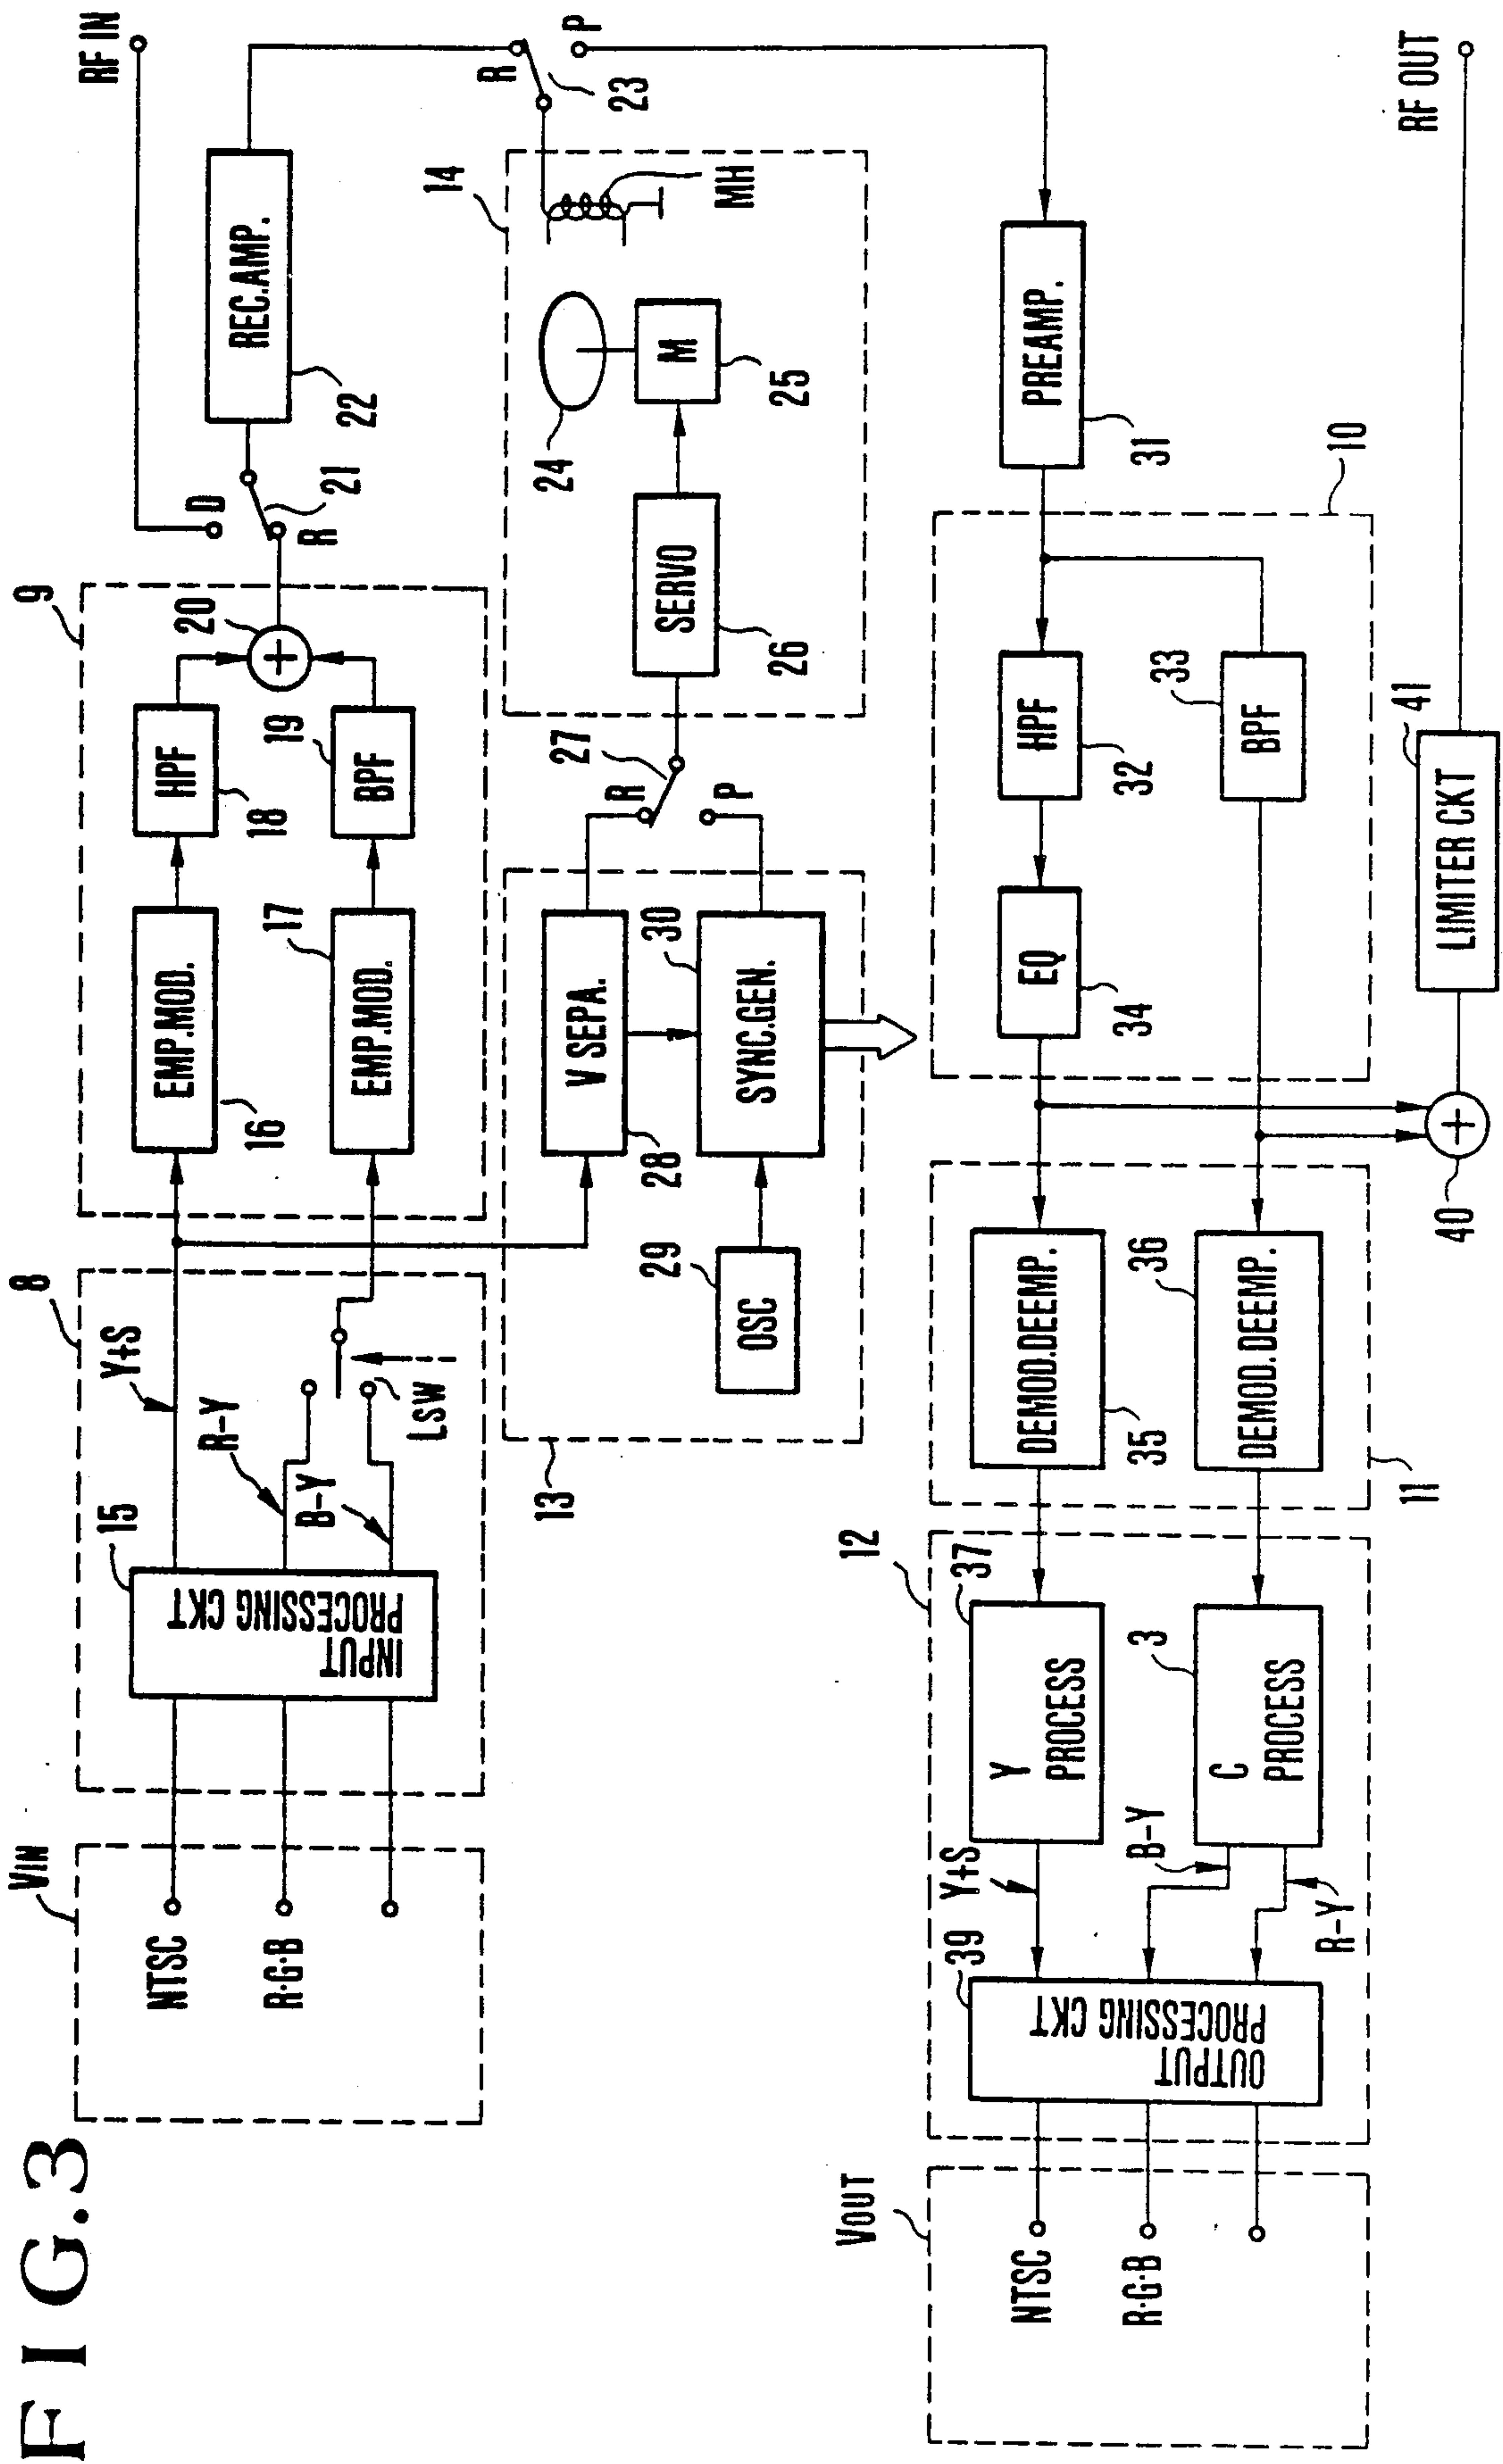 FIG.3
VIN
NTSC
R·G·B
8
15
INPUT
PROCESSING CKT
Y+S
R-Y
B-Y
LSW
9
16
EMP.MOD.
17
EMP.MOD.
18
HPF
19
BPF
20
D
R
21
RF IN
22
REC.AMP.
R
23
P
13
28
V SEPA.
29
OSC
30
SYNC.GEN.
R
27
P
14
26
SERVO
24
25
M
MH
VOUT
NTSC
R·G·B
12
39
OUTPUT
PROCESSING CKT
Y+S
B-Y
R-Y
37
Y
PROCESS
3
C
PROCESS
11
35
DEMOD.DEEMP.
36
DEMOD.DEEMP.
10
34
EQ
32
HPF
33
BPF
31
PREAMP.
40
41
LIMITER CKT
RF OUT